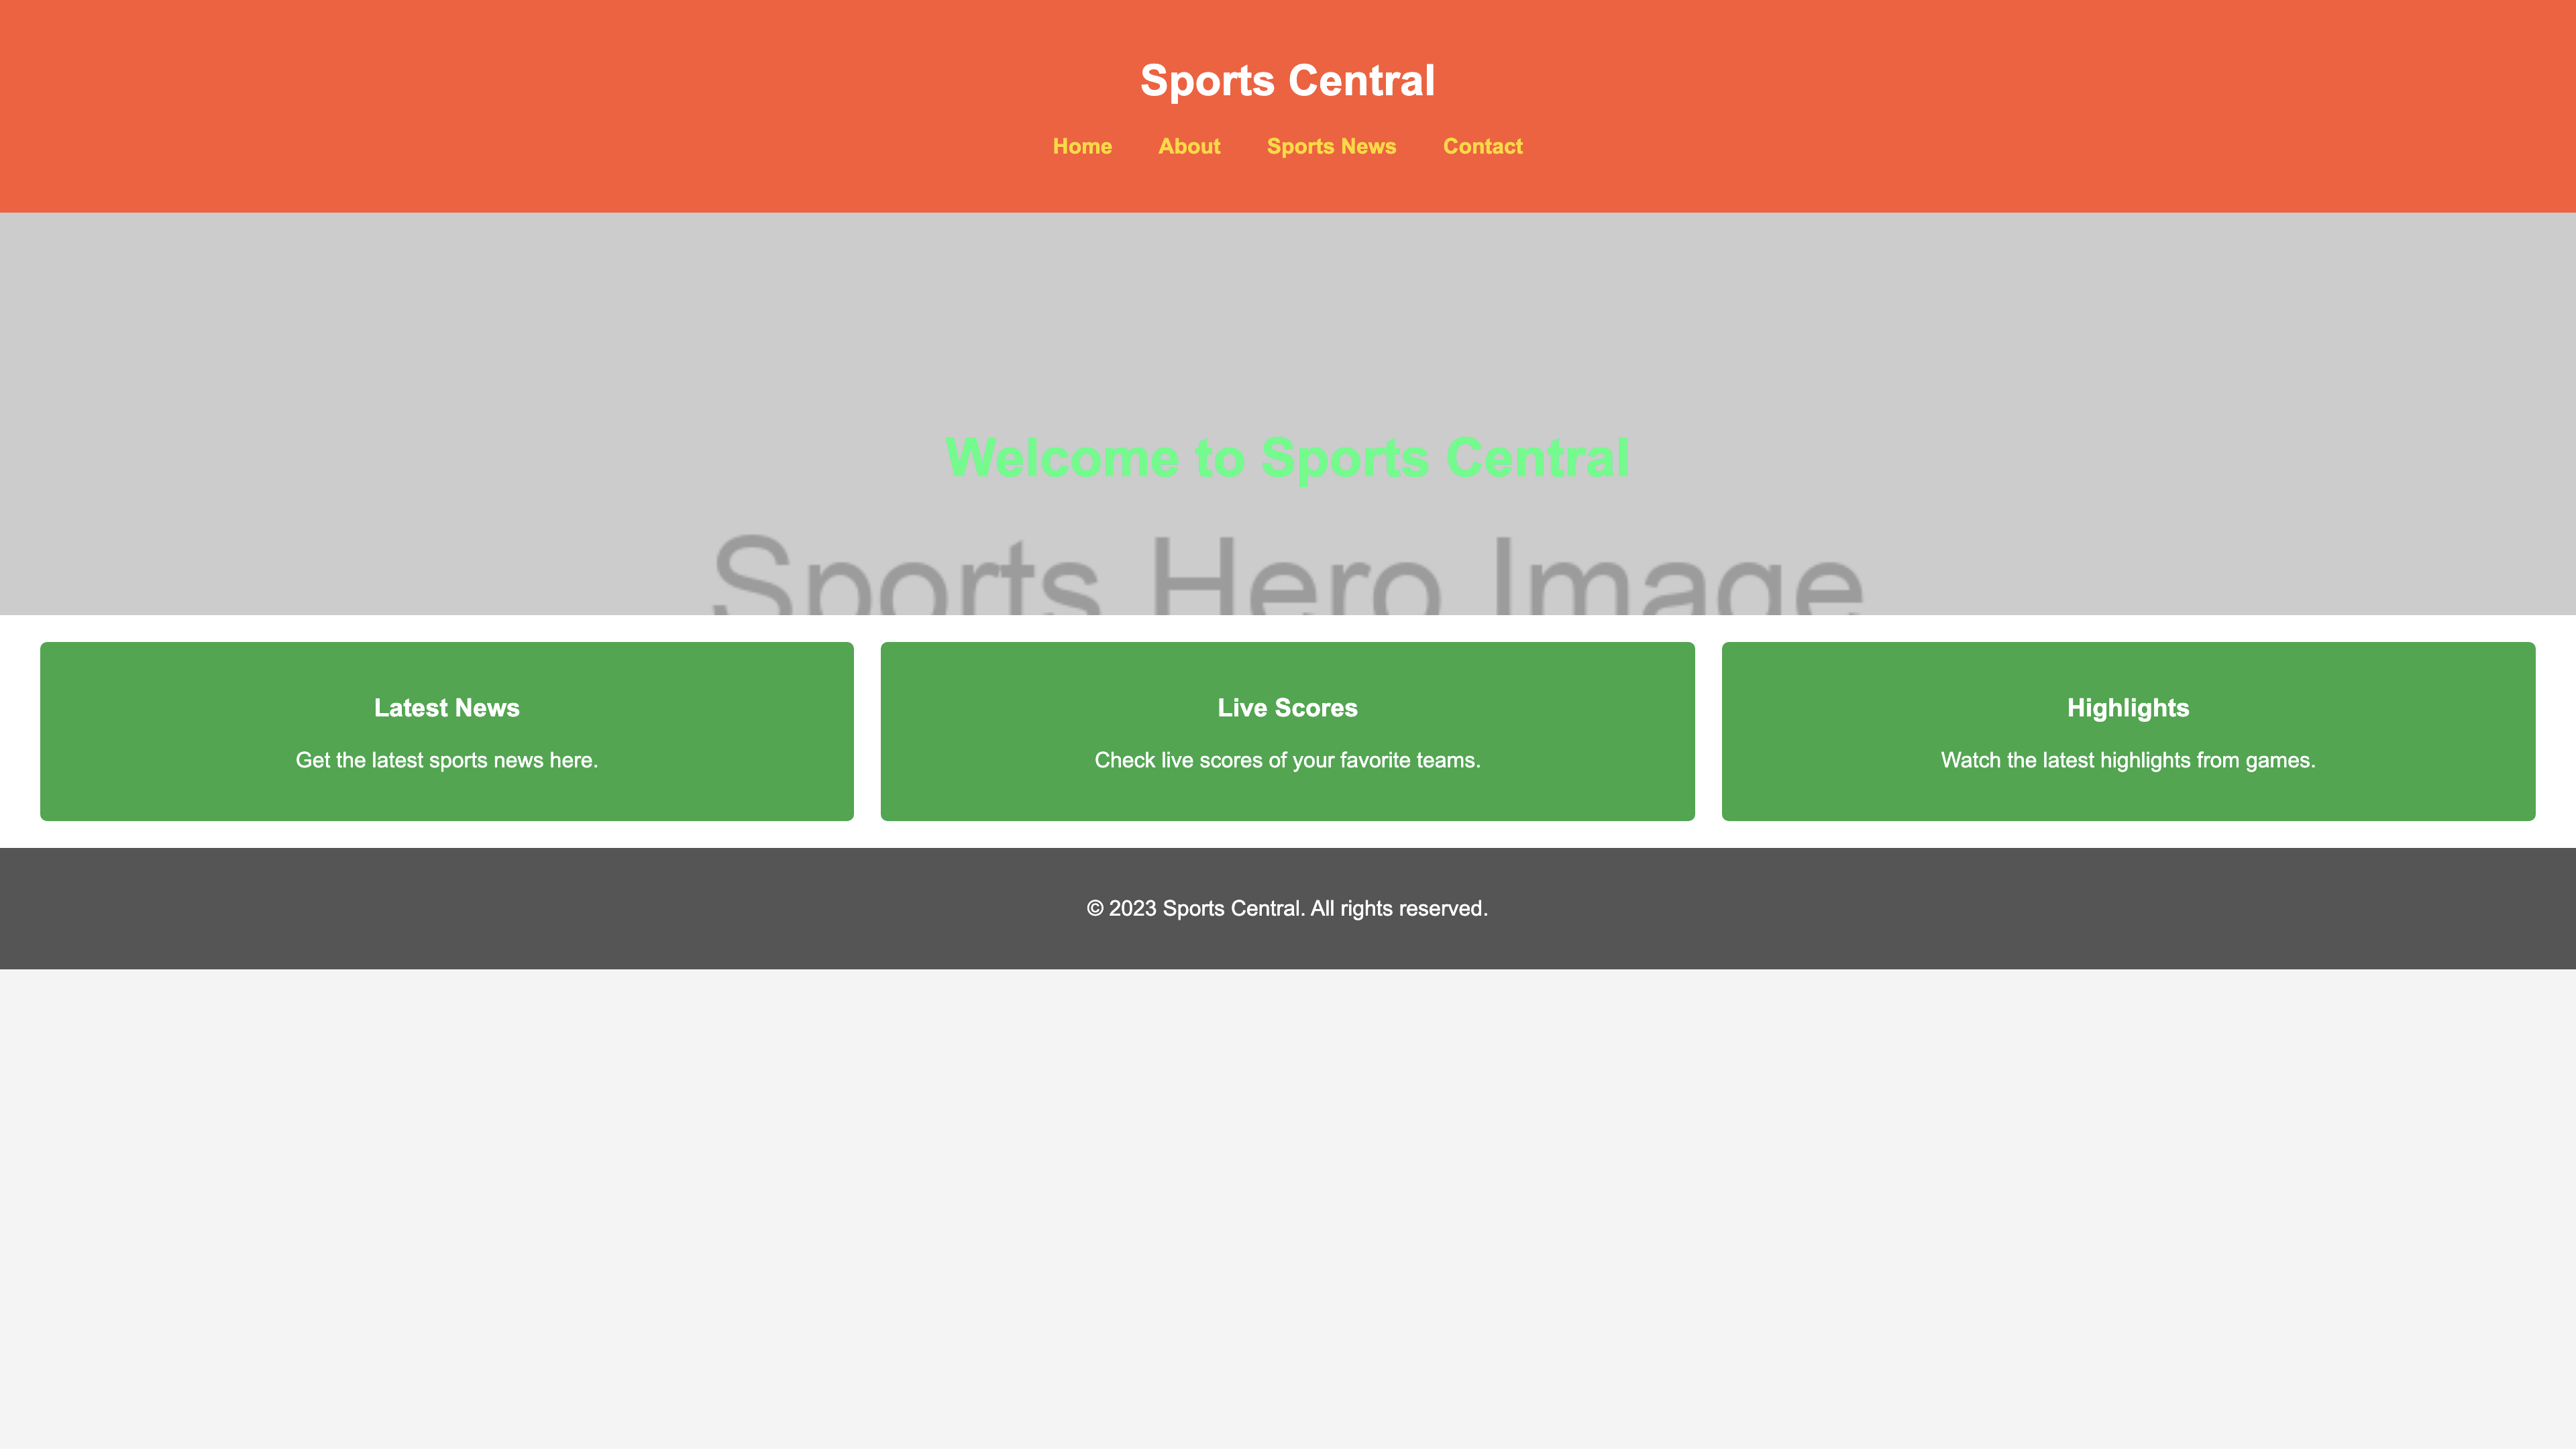 Sports Central
Home About Sports News Contact
Welcome to Sports Central
Sports Hero Image
Latest News
Get the latest sports news here.
Live Scores
Check live scores of your favorite teams.
Highlights
Watch the latest highlights from games.
© 2023 Sports Central. All rights reserved.